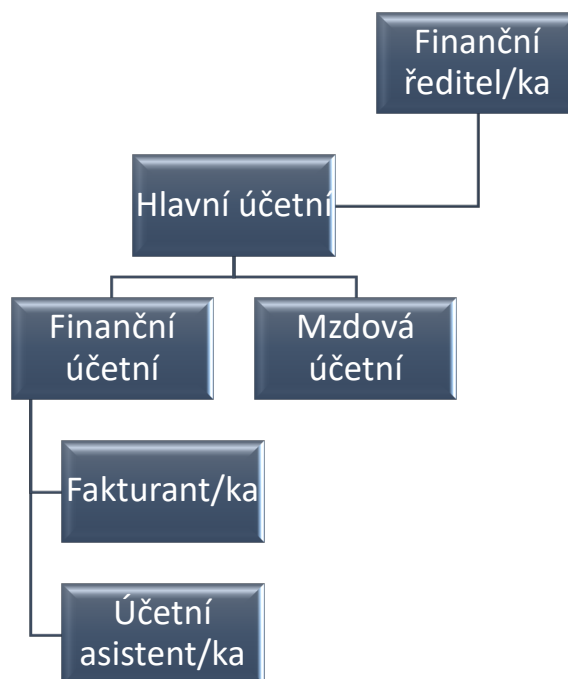 Finanční
ředitel/ka
Hlavní účetní
Finanční
účetní
Mzdová
účetní
Fakturant/ka
Účetní
asistent/ka